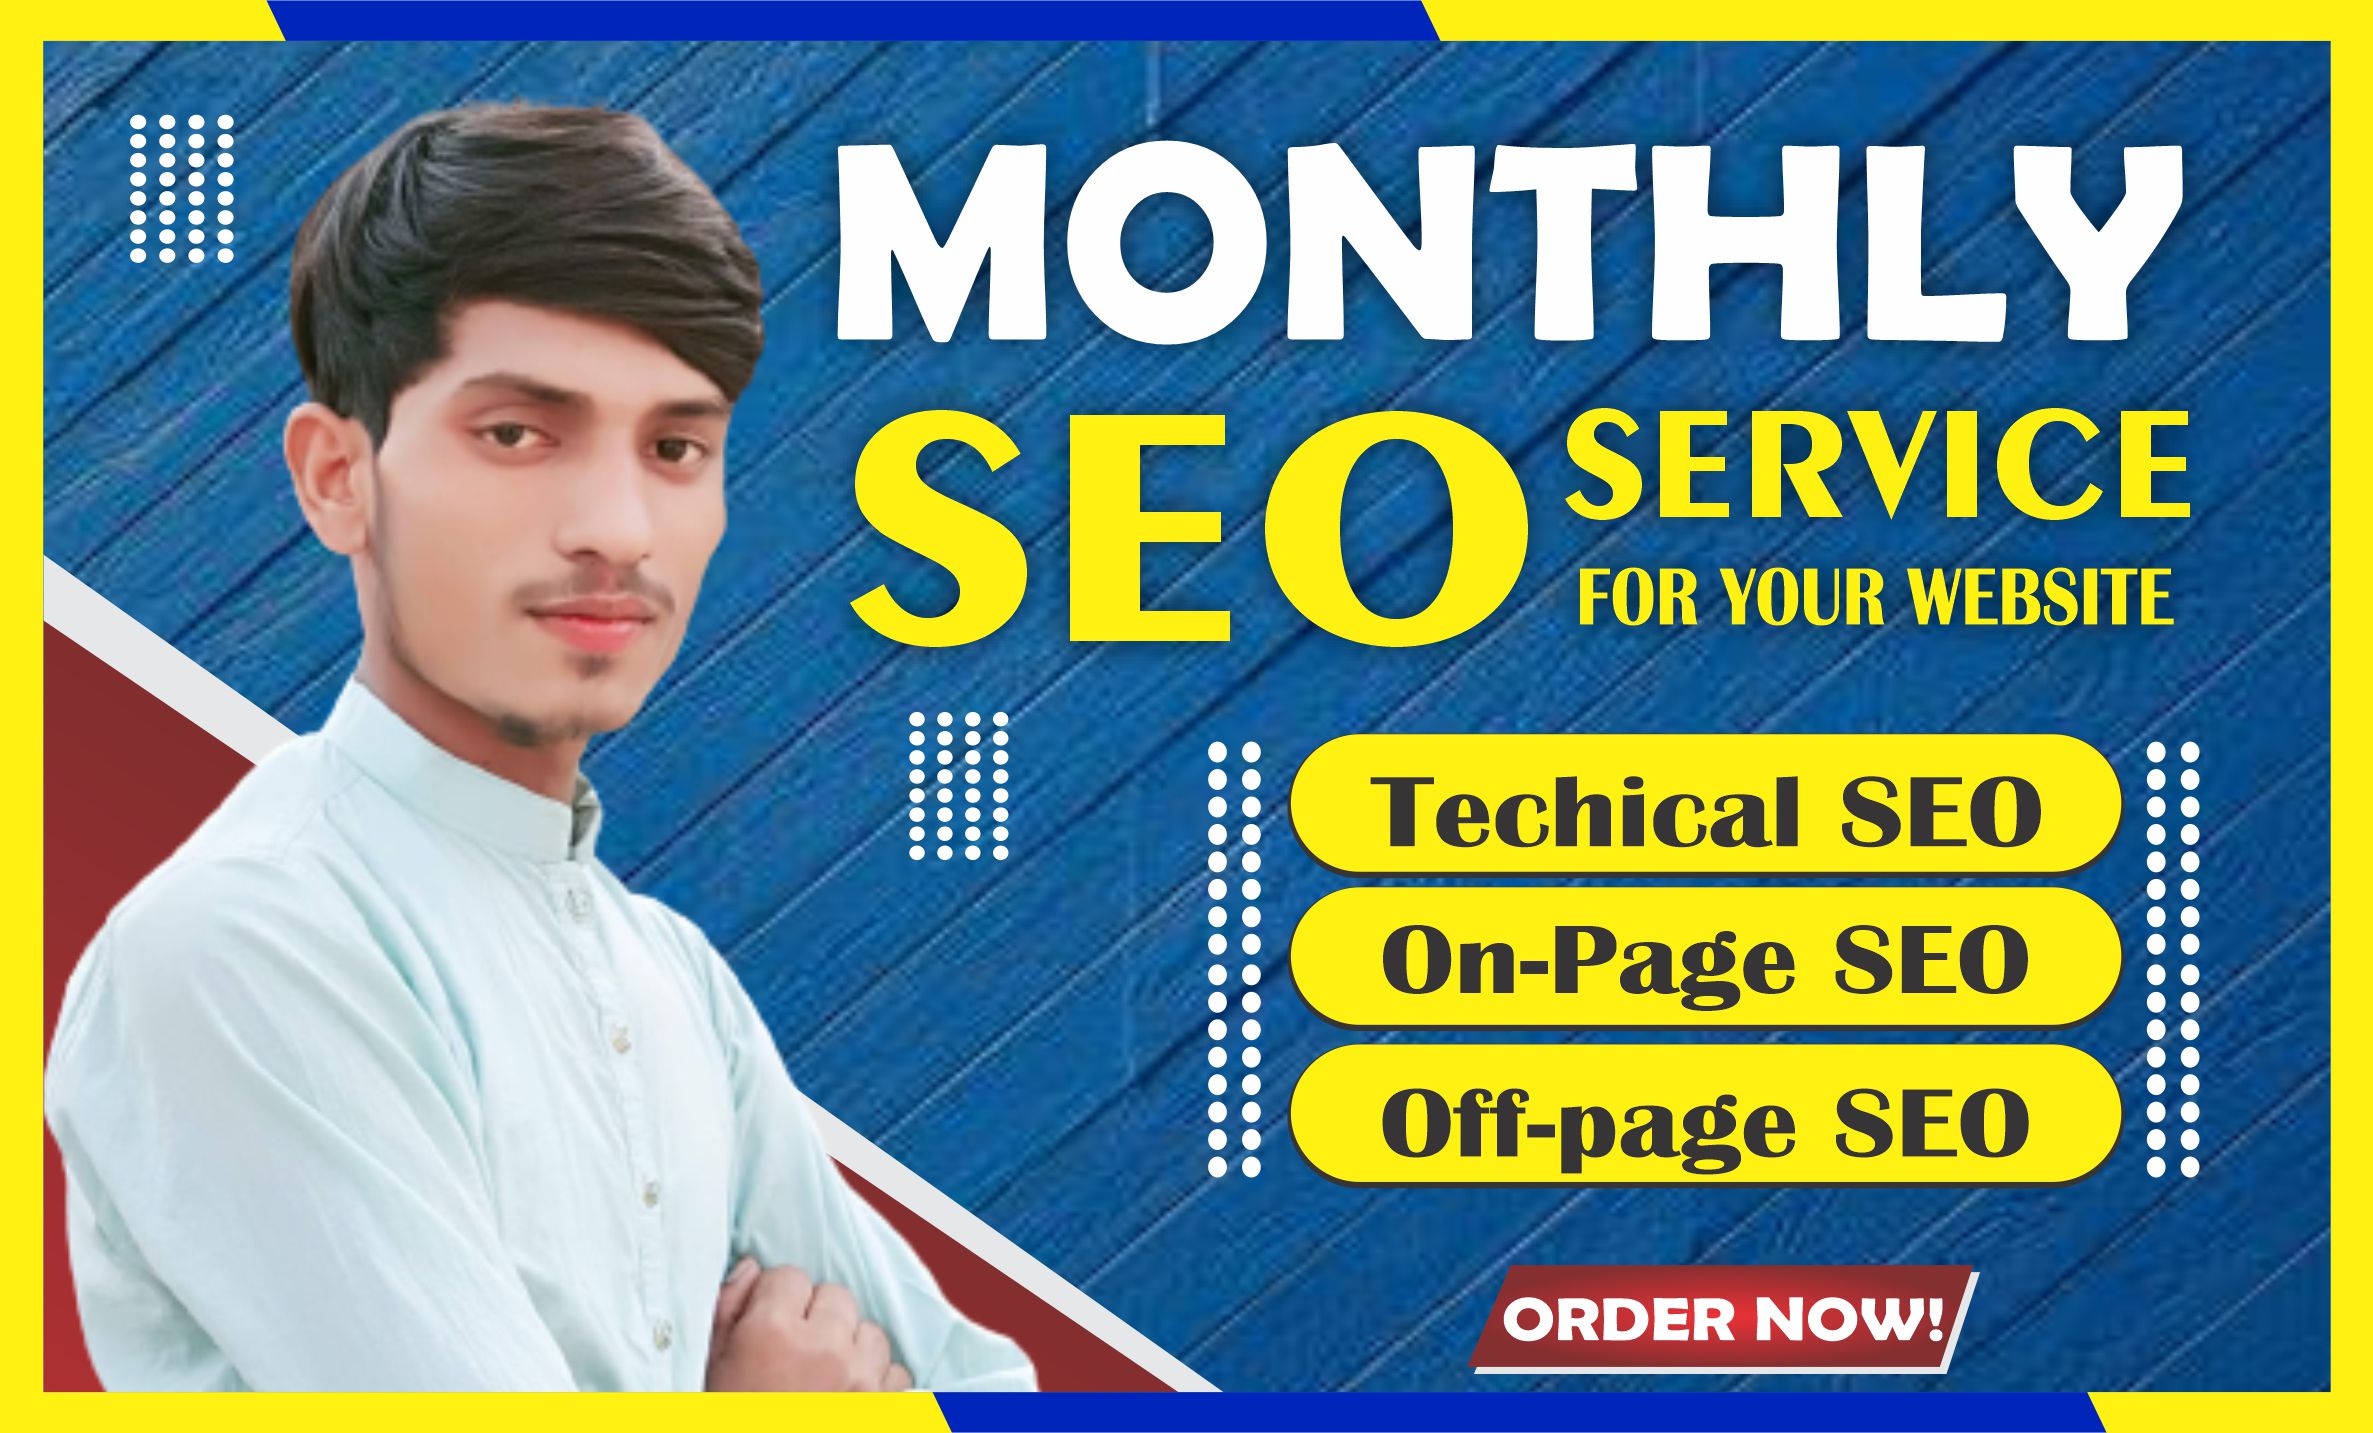 MONTHLY
SEO SERVICE
FOR YOUR WEBSITE
Techical SEO
On-Page SEO
Off-page SEO
ORDER NOW!